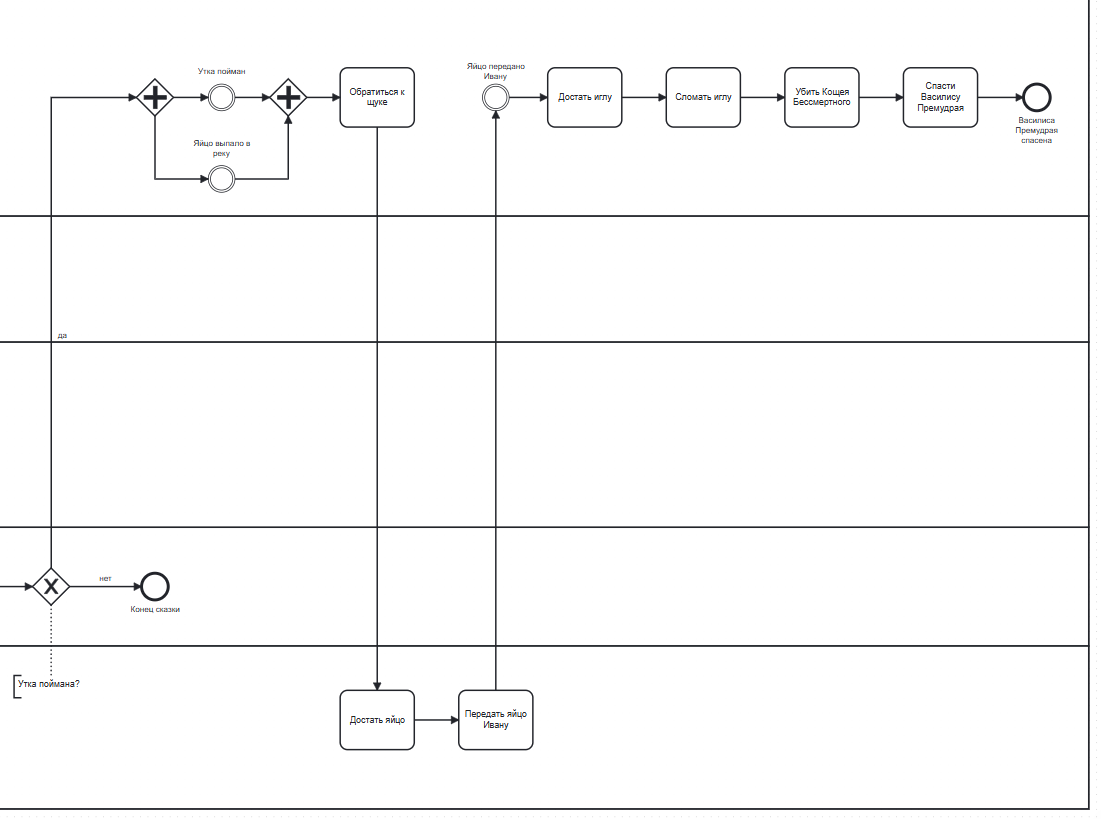 Утка пойман
Яйцо выпало в
реку
Обратиться к
щуке
Яйцо передано
Ивану
Достать иглу
Сломать иглу
Убить Кощея
Бессмертного
Спасти
Василису
Премудрая
Василиса
Премудрая
спасена
да
нет
Конец сказки
Утка поймана?
Достать яйцо
Передать яйцо
Ивану